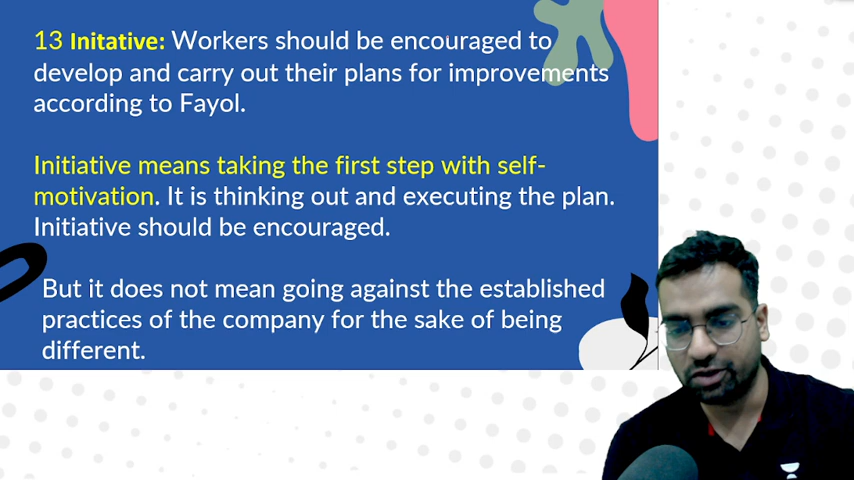 13 Initative: Workers should be encouraged to
develop and carry out their plans for improvements
according to Fayol.
Initiative means taking the first step with self-
motivation. It is thinking out and executing the plan.
Initiative should be encouraged.
But it does not mean going against the established
practices of the company for the sake of being
different.